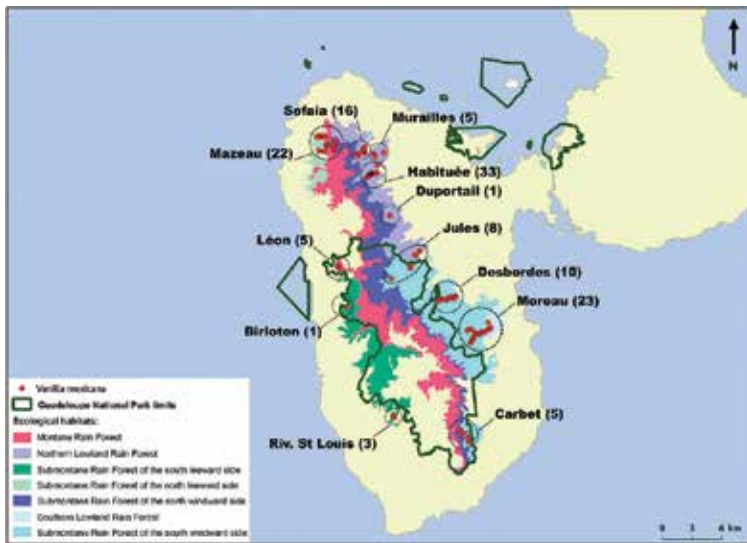 N
Sofaia (16)
Murailles (5)
Mazeau (22)
Habituée (33)
Duportail (1)
Jules (8)
Léon (5)
Desbordes (10)
Moreau (23)
Birloton (1)
Carbet (5)
Riv. St Louis (3)
Vanilla mexicana
Guadeloupe National Park limits
Ecological habitats:
Montane Rain Forest
Northern Lowland Rain Forest
Submontane Rain Forest of the south leeward side
Submontane Rain Forest of the north leeward side
Submontane Rain Forest of the north windward side
Southern Lowland Rain Forest
Submontane Rain Forest of the south windward side
0 3 6 km